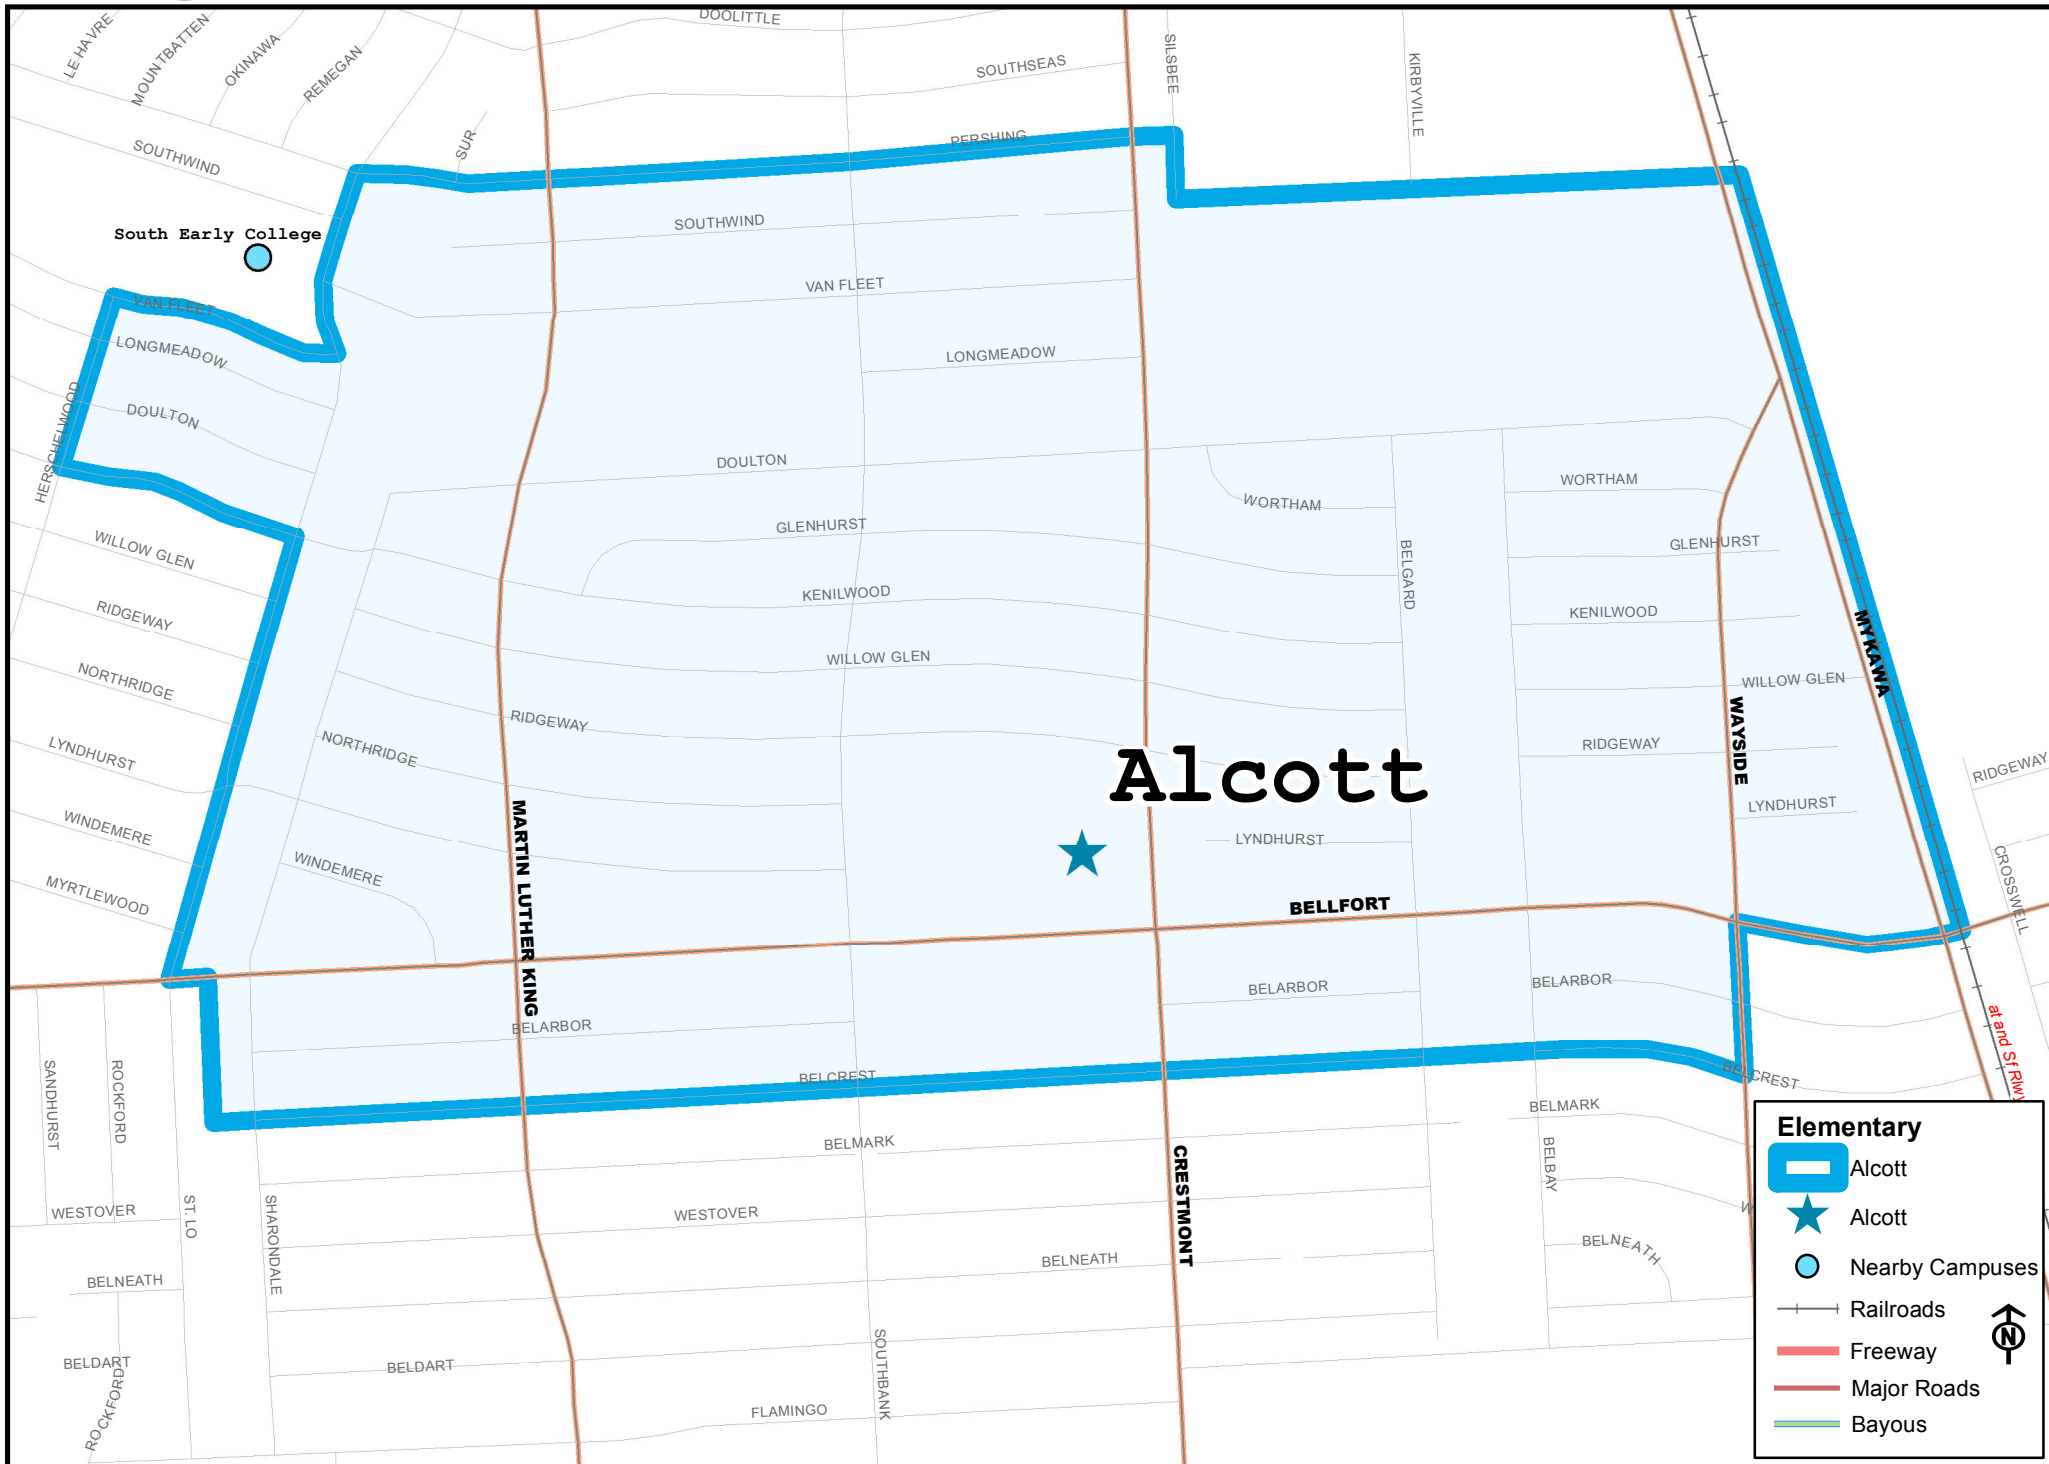 DOOLITTLE
LE HAVRE
MOUNTBATTEN
OKINAWA
REMEGAN
SOUTHSEAS
SILSBEE
KIRBYVILLE
SUR
PERSHING
SOUTHWIND
SOUTHWIND
South Early College
VAN FLEET
VAN FLEET
LONGMEADOW
LONGMEADOW
HERSCHELWOOD
DOULTON
DOULTON
WORTHAM
WORTHAM
GLENHURST
GLENHURST
WILLOW GLEN
BELGARD
KENILWOOD
KENILWOOD
RIDGEWAY
MYKAWA
WILLOW GLEN
WILLOW GLEN
NORTHRIDGE
RIDGEWAY
NORTHRIDGE
WAYSIDE
RIDGEWAY
LYNDHURST
Alcott
RIDGEWAY
MARTIN LUTHER KING
LYNDHURST
WINDEMERE
LYNDHURST
WINDEMERE
CROSSWELL
MYRTLEWOOD
BELLFORT
BELARBOR
BELARBOR
BELARBOR
at and Sf Rlwy
SANDHURST
ROCKFORD
BELCREST
BELCREST
BELMARK
BELMARK
BELBAY
CRESTMONT
WESTOVER
ST. LO
SHARONDALE
WESTOVER
W
BELNEATH
BELNEATH
BELNEATH
BELDART
BELDART
SOUTHBANK
ROCKFORD
FLAMINGO
Elementary
Alcott
Alcott
Nearby Campuses
Railroads
N
Freeway
Major Roads
Bayous